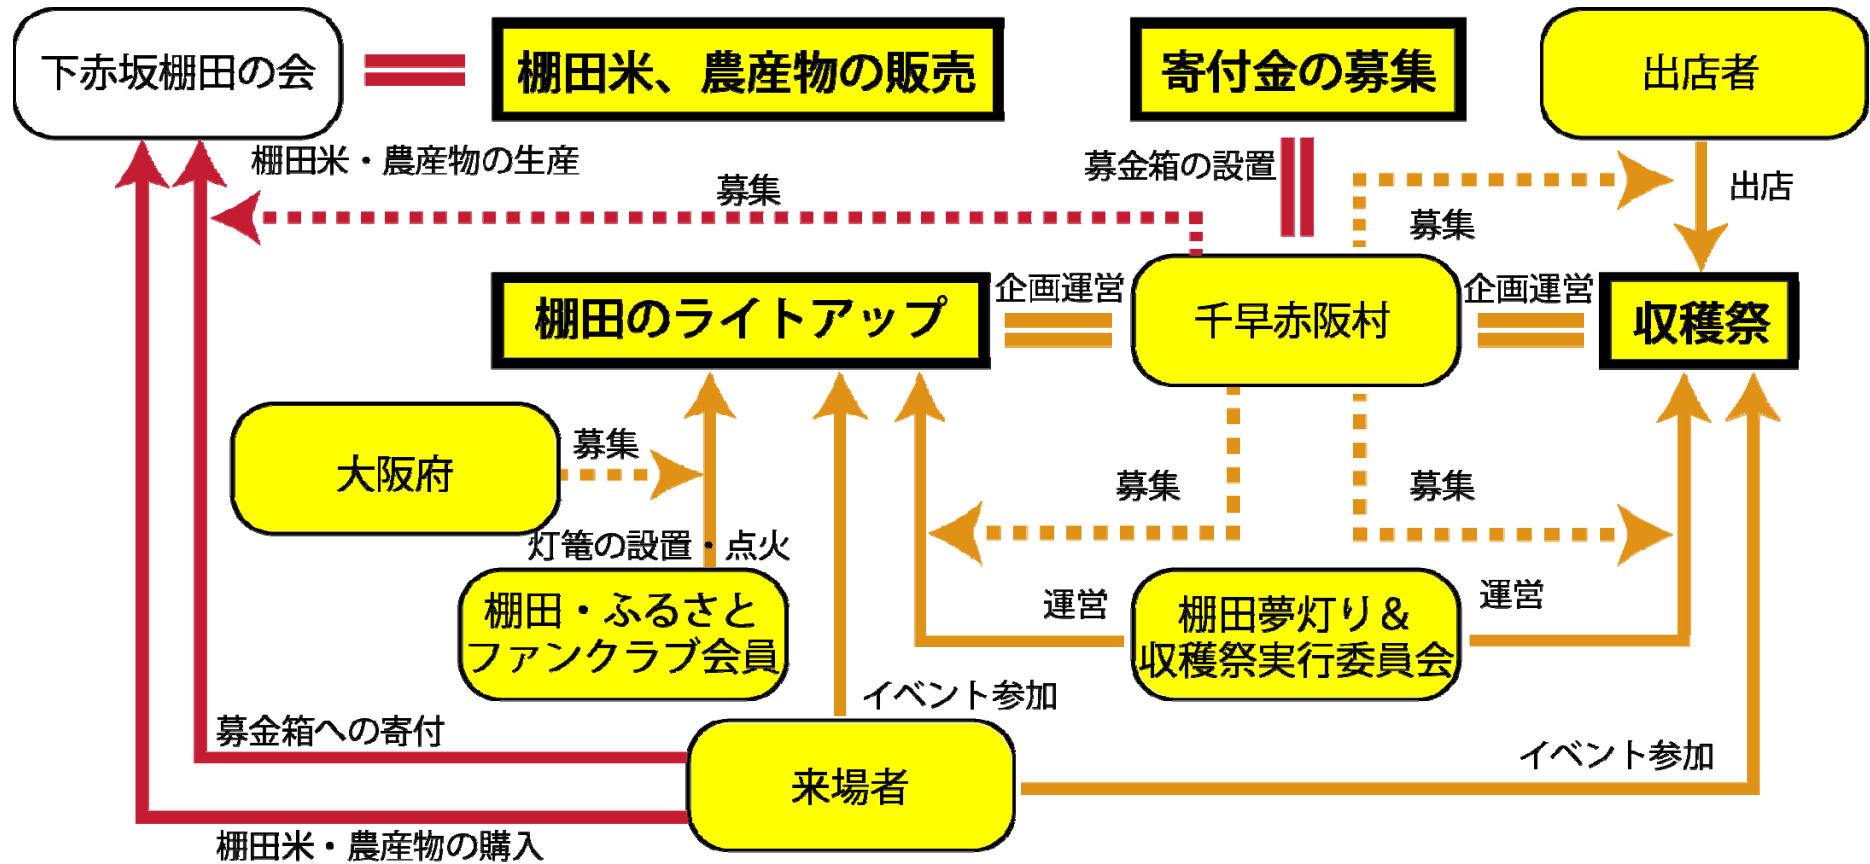 下赤坂棚田の会
棚田米、農産物の販売
寄付金の募集
出店者
棚田米・農産物の生産
募金箱の設置
募集
出店
募集
棚田のライトアップ
企画運営
千早赤阪村
企画運営
収穫祭
大阪府
募集
募集
募集
灯篭の設置・点火
棚田・ふるさと
ファンクラブ会員
運営
棚田夢灯り＆
収穫祭実行委員会
運営
イベント参加
募金箱への寄付
来場者
イベント参加
棚田米・農産物の購入